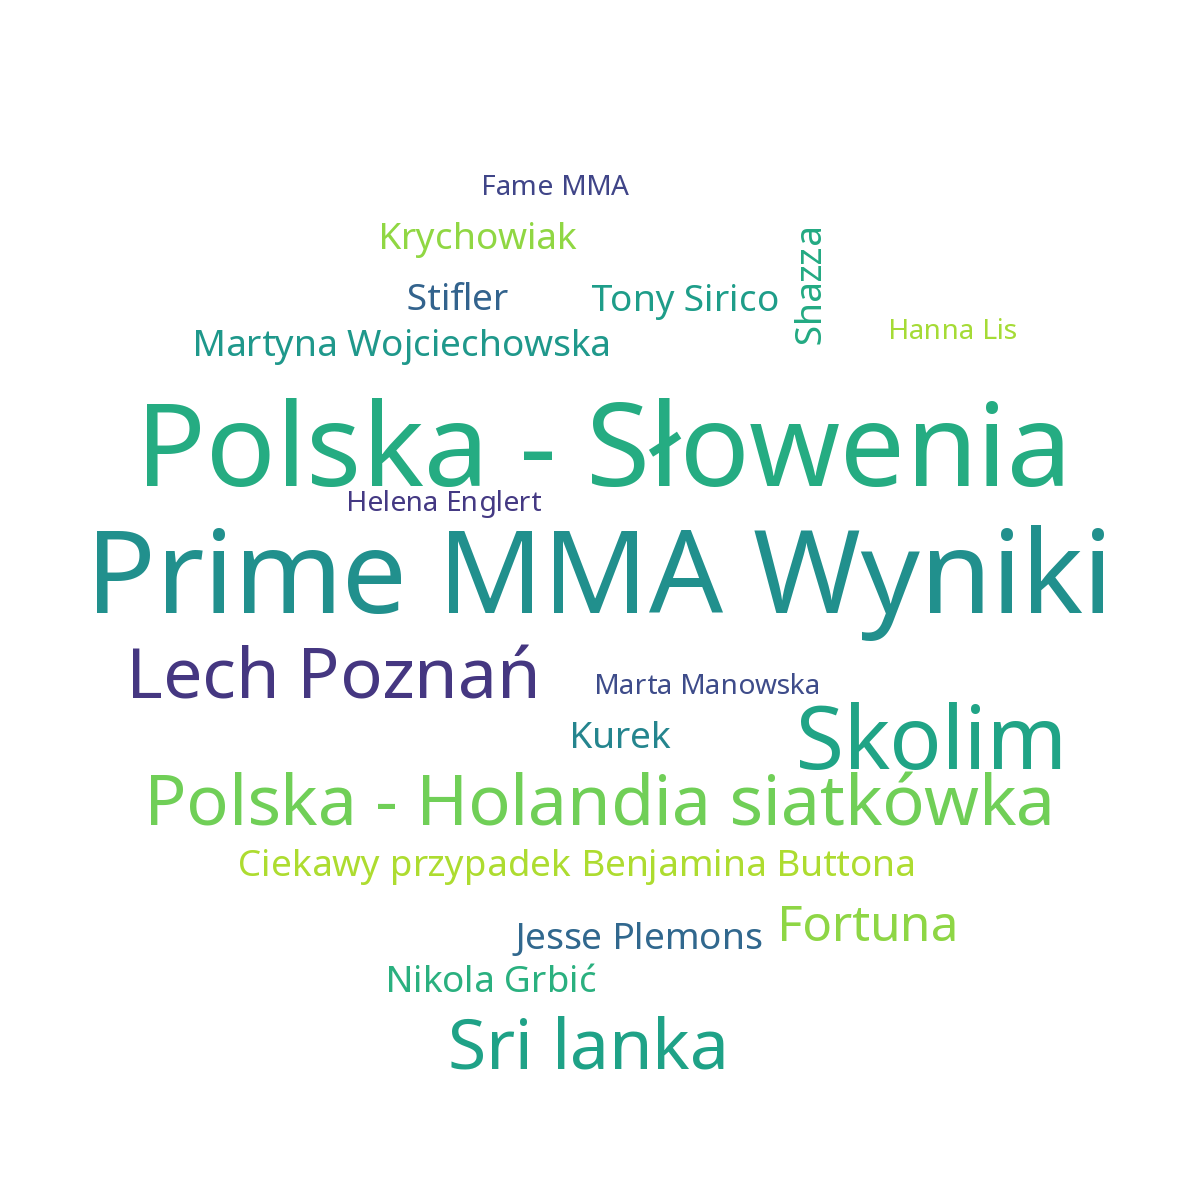 Fame MMA
Krychowiak
Shazza
Stifler
Tony Sirico
Hanna Lis
Martyna Wojciechowska
Polska - Słowenia
Helena Englert
Prime MMA Wyniki
Lech Poznań
Marta Manowska
Skolim
Kurek
Polska - Holandia siatkówka
Ciekawy przypadek Benjamina Buttona
Fortuna
Jesse Plemons
Nikola Grbić
Sri lanka